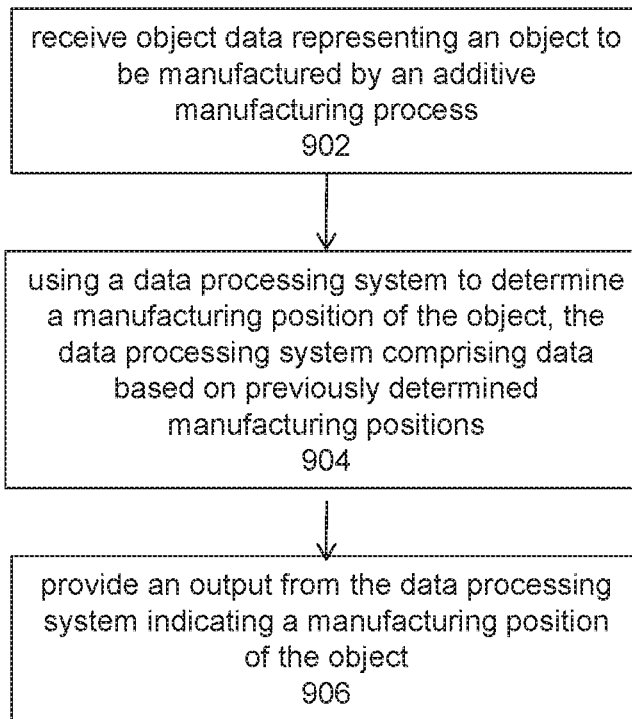 receive object data representing an object to
be manufactured by an additive
manufacturing process
902
using a data processing system to determine
a manufacturing position of the object, the
data processing system comprising data
based on previously determined
manufacturing positions
904
provide an output from the data processing
system indicating a manufacturing position
of the object
906